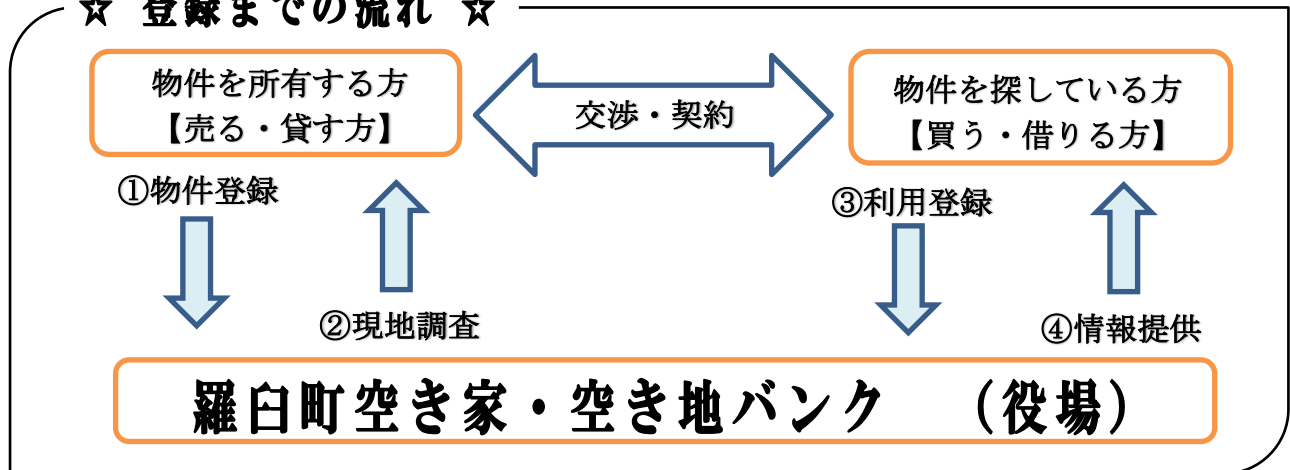 ☆ 登録までの流れ ☆
物件を所有する方
【売る・貸す方】
交渉・契約
物件を探している方
【買う・借りる方】
①物件登録
②現地調査
③利用登録
④情報提供
羅臼町空き家・空き地バンク （役場）